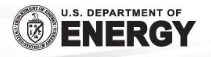 U.S. DEPARTMENT OF
ENERGY